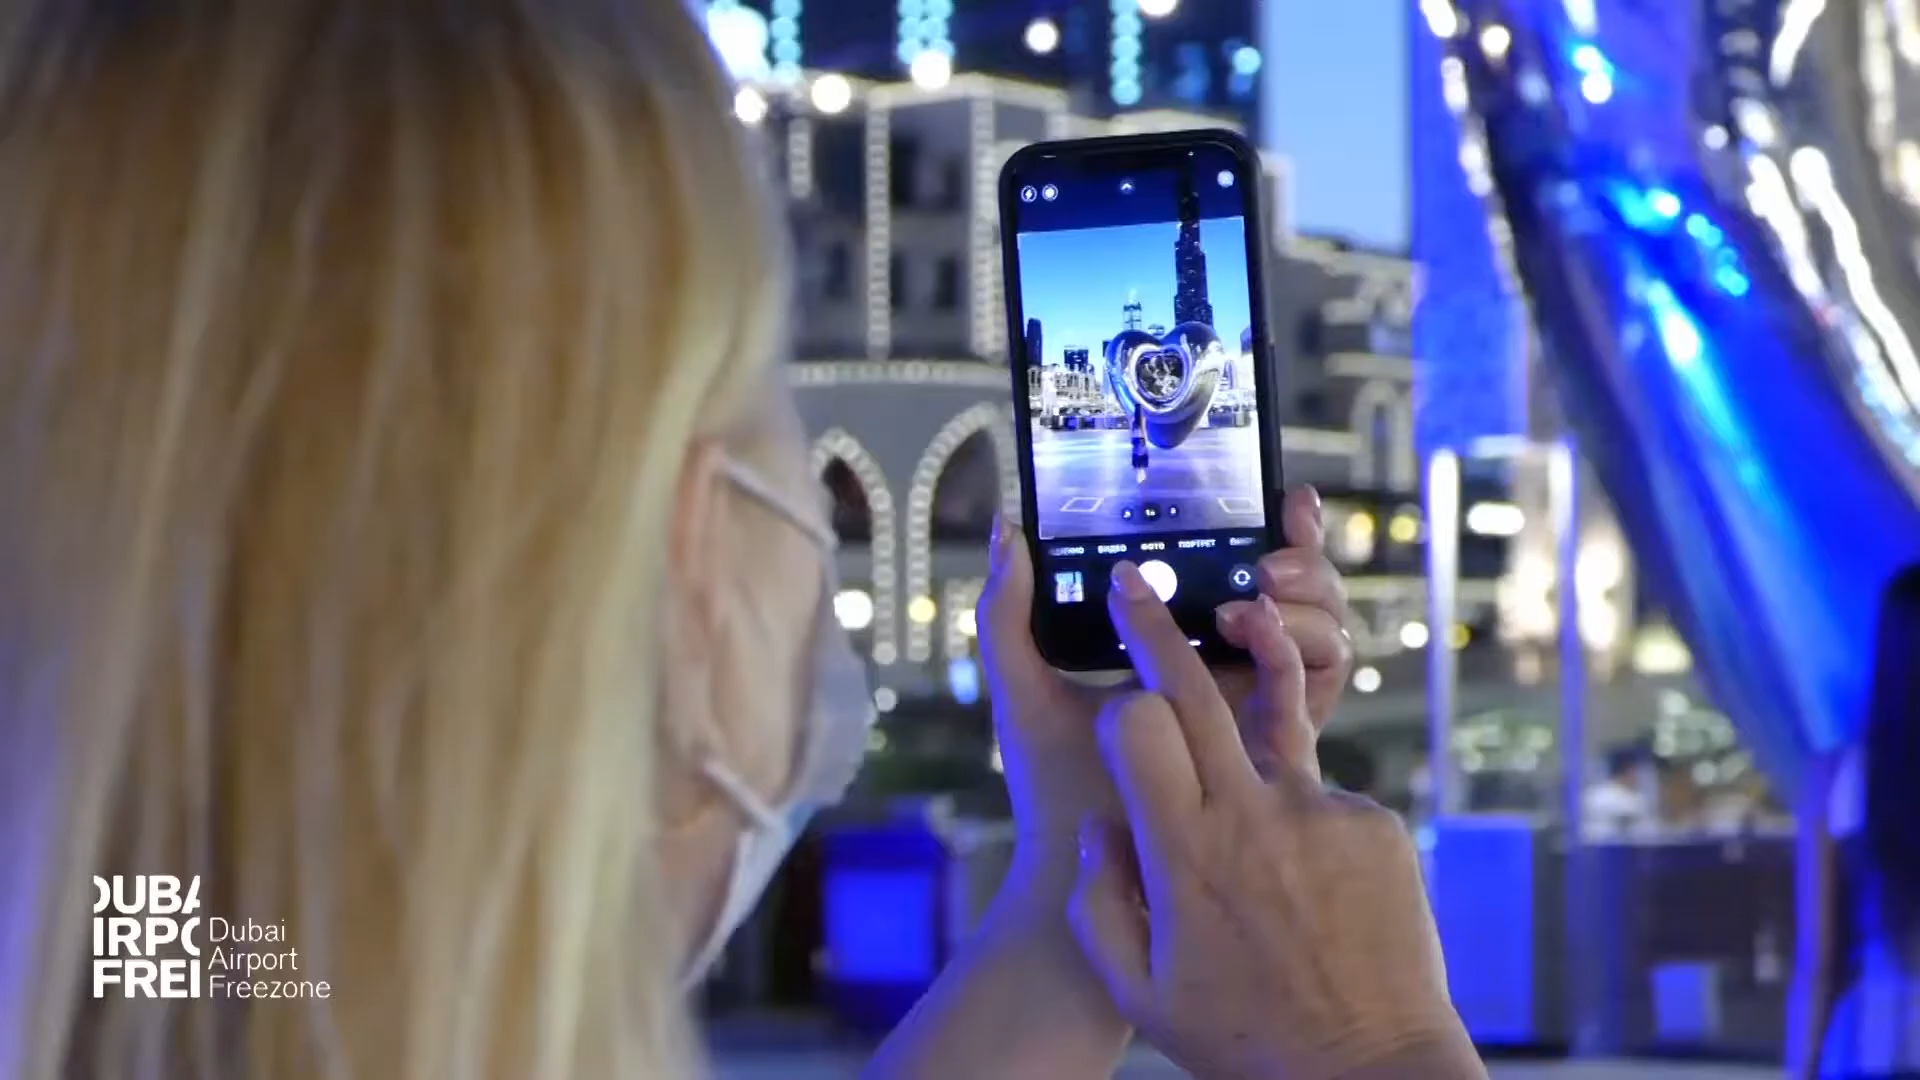 ВИДЕО ФОТО ПОРТРЕТ
DUBA
IRPO
FREI
Dubai
Airport
Freezone